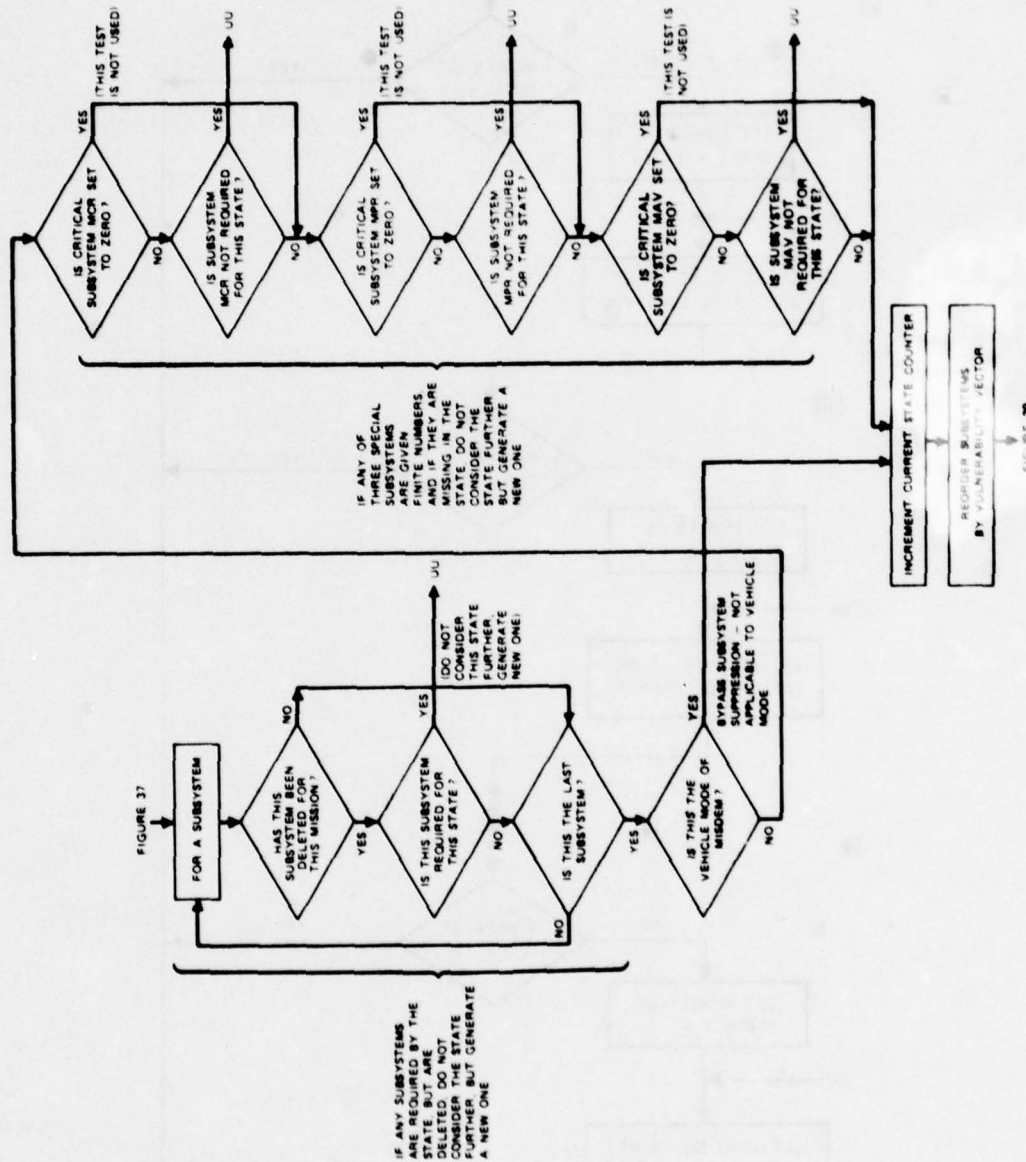 FIGURE 37
FOR A SUBSYSTEM
HAS THIS
SUBSYSTEM BEEN
DELETED FOR
THIS MISSION?
NO
YES
IS THIS SUBSYSTEM
REQUIRED FOR
THIS STATE?
YES
UU
(DO NOT
CONSIDER
THIS STATE
FURTHER,
GENERATE
NEW ONE)
NO
IS THIS THE LAST
SUBSYSTEM?
NO
YES
IS THIS THE
VEHICLE MODE OF
MISDEM?
YES
BYPASS SUBSYSTEM
SUPPRESSION – NOT
APPLICABLE TO VEHICLE
MODE
NO
IF ANY SUBSYSTEMS
ARE REQUIRED BY THE
STATE, BUT ARE
DELETED, DO NOT
CONSIDER THE STATE
FURTHER, BUT GENERATE
A NEW ONE
IS CRITICAL
SUBSYSTEM MCR SET
TO ZERO?
YES
(THIS TEST
IS NOT USED)
NO
IS SUBSYSTEM
MCR NOT REQUIRED
FOR THIS STATE?
YES
UU
NO
IS CRITICAL
SUBSYSTEM MPR SET
TO ZERO?
YES
(THIS TEST
IS NOT USED)
NO
IS SUBSYSTEM
MPR NOT REQUIRED
FOR THIS STATE?
YES
UU
NO
IS CRITICAL
SUBSYSTEM MAV SET
TO ZERO?
YES
(THIS TEST IS
NOT USED)
NO
IS SUBSYSTEM
MAV NOT
REQUIRED FOR
THIS STATE?
YES
UU
NO
IF ANY OF
THREE SPECIAL
SUBSYSTEMS
ARE GIVEN
FINITE NUMBERS
AND IF THEY ARE
MISSING IN THE
STATE, DO NOT
CONSIDER THE
STATE FURTHER
BUT GENERATE A
NEW ONE
INCREMENT CURRENT STATE COUNTER
REORDER SUBSYSTEMS
BY VULNERABILITY VECTOR
FIGURE